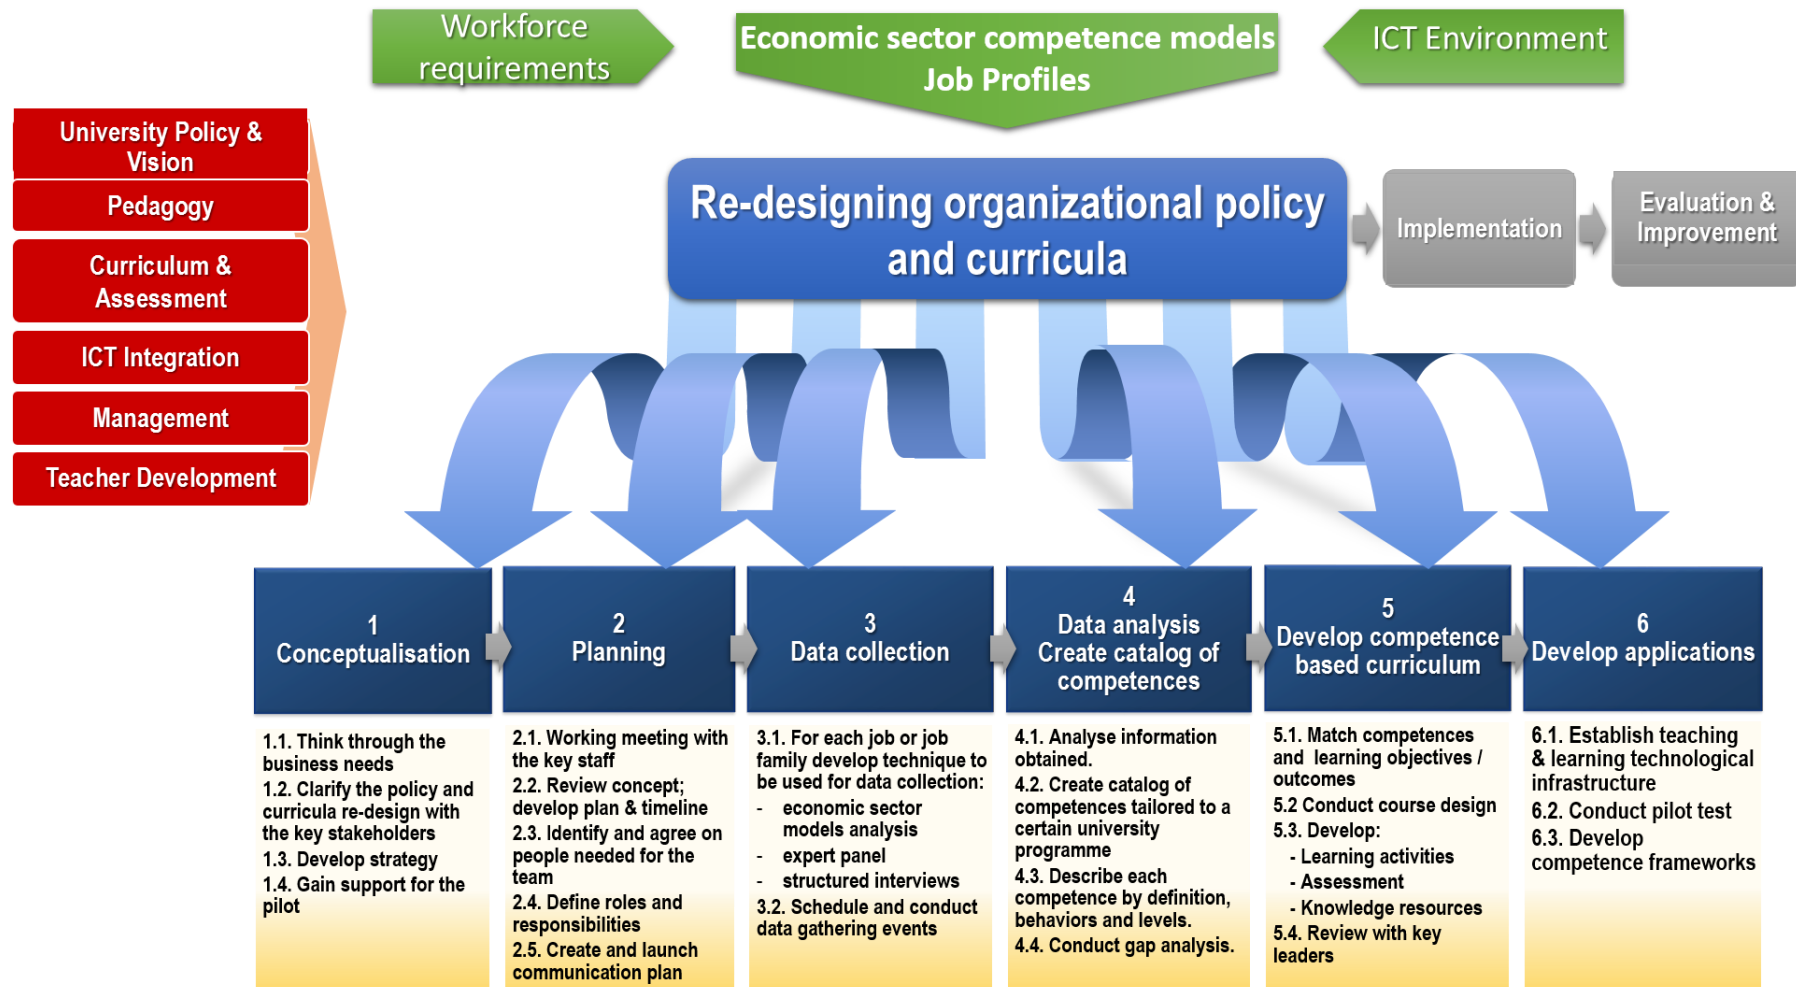 Workforce
requirements
Economic sector competence models
Job Profiles
ICT Environment
University Policy &
Vision
Pedagogy
Curriculum &
Assessment
ICT Integration
Management
Teacher Development
Re-designing organizational policy
and curricula
Implementation
Evaluation &
Improvement
1
Conceptualisation
2
Planning
3
Data collection
4
Data analysis
Create catalog of
competences
5
Develop competence
based curriculum
6
Develop applications
1.1. Think through the
business needs
1.2. Clarify the policy and
curricula re-design with
the key stakeholders
1.3. Develop strategy
1.4. Gain support for the
pilot
2.1. Working meeting with
the key staff
2.2. Review concept;
develop plan & timeline
2.3. Identify and agree on
people needed for the
team
2.4. Define roles and
responsibilities
2.5. Create and launch
communication plan
3.1. For each job or job
family develop technique to
be used for data collection:
- economic sector
models analysis
- expert panel
- structured interviews
3.2. Schedule and conduct
data gathering events
4.1. Analyse information
obtained.
4.2. Create catalog of
competences tailored to a
certain university
programme
4.3. Describe each
competence by definition,
behaviors and levels.
4.4. Conduct gap analysis.
5.1. Match competences
and learning objectives /
outcomes
5.2 Conduct course design
5.3. Develop:
- Learning activities
- Assessment
- Knowledge resources
5.4. Review with key
leaders
6.1. Establish teaching
& learning technological
infrastructure
6.2. Conduct pilot test
6.3. Develop
competence frameworks